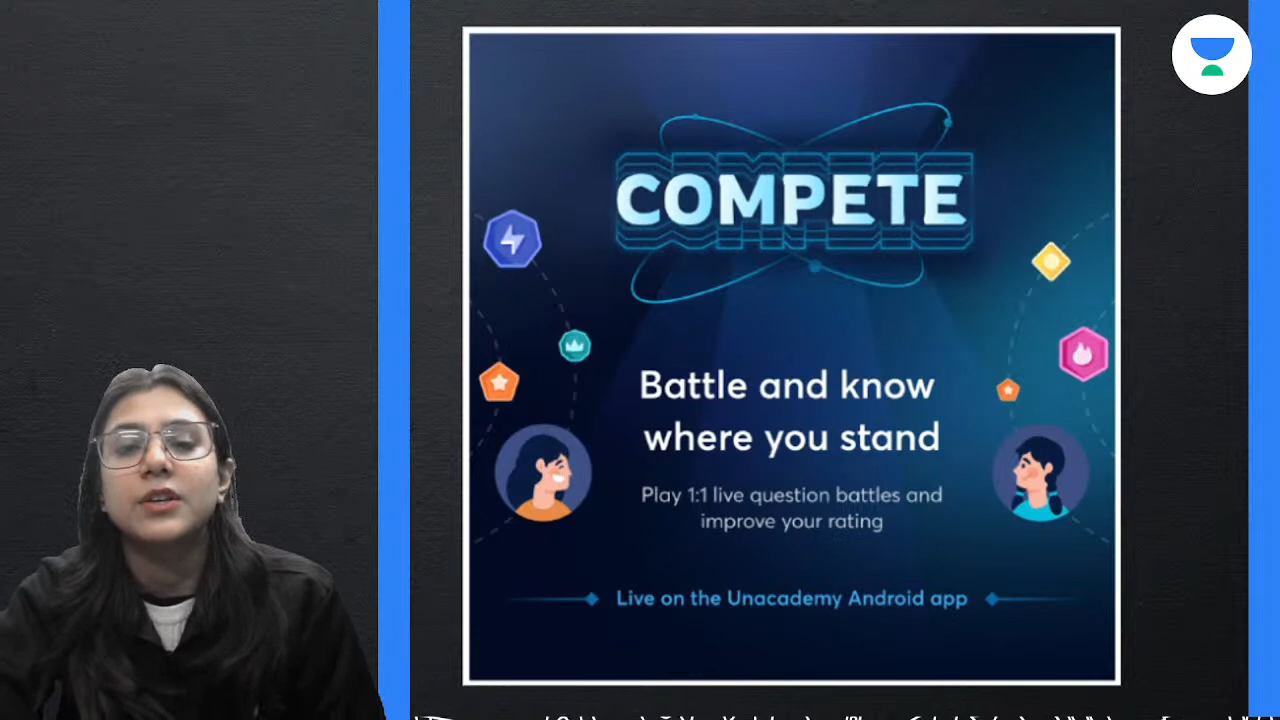 COMPETE
Battle and know
where you stand
Play 1:1 live question battles and
improve your rating
Live on the Unacademy Android app